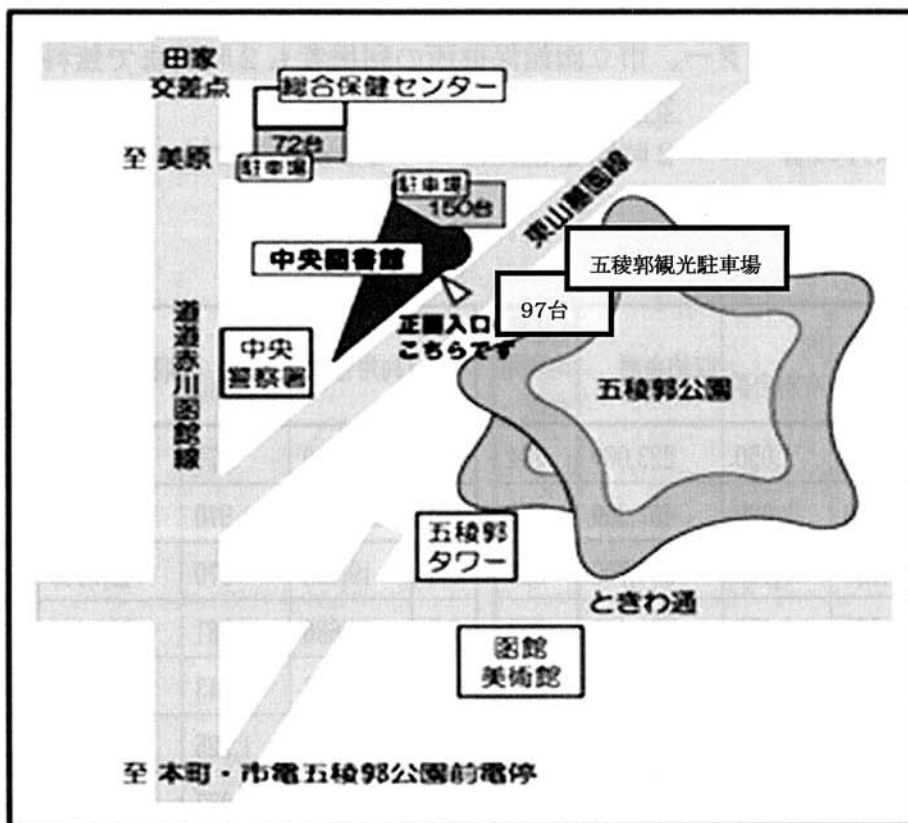 田家
交差点
総合保健センター
72台
駐車場
至 美原
駐車場
150台
東山墓園線
五稜郭観光駐車場
97台
中央図書館
正面入口
こちらです
中央
警察署
道道赤川函館線
五稜郭公園
五稜郭
タワー
ときわ通
函館
美術館
至 本町・市電五稜郭公園前電停